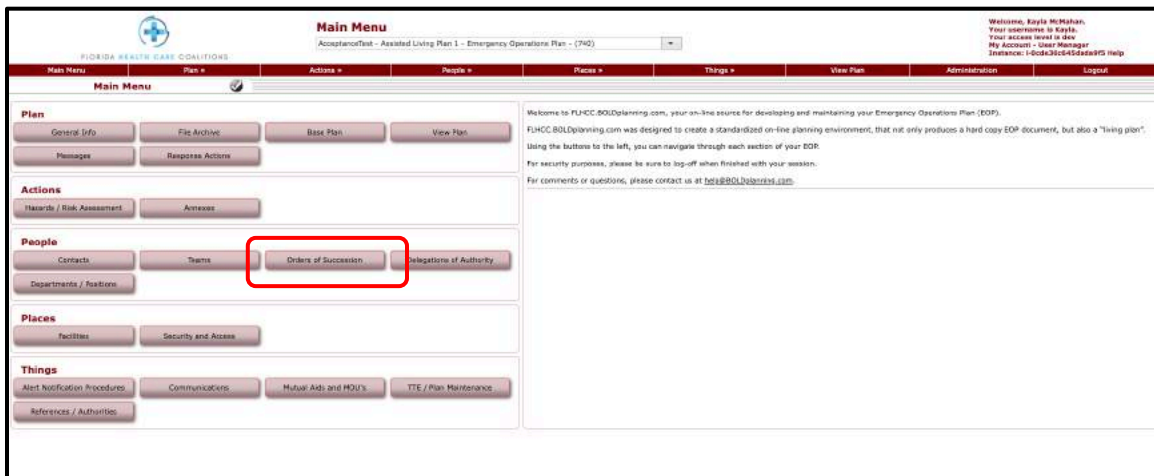 FLORIDA HEALTH CARE COALITIONS
Main Menu
AcceptanceTest - Assisted Living Plan 1 - Emergency Operations Plan - (740)
Welcome, Kayla McMahan.
Your username is Kayla.
Your access level is dev
My Account - User Manager
Instance: i-0cde36c645dada9f5 Help
Main Menu Plan » Actions » People » Places » Things » View Plan Administration Logout
Main Menu
Plan
General Info File Archive Base Plan View Plan
Messages Response Actions
Actions
Hazards / Risk Assessment Annexes
People
Contacts Teams Orders of Succession Delegations of Authority
Departments / Positions
Places
Facilities Security and Access
Things
Alert Notification Procedures Communications Mutual Aids and MOU's TTE / Plan Maintenance
References / Authorities
Welcome to FLHCC.BOLDplanning.com, your on-line source for developing and maintaining your Emergency Operations Plan (EOP).
FLHCC.BOLDplanning.com was designed to create a standardized on-line planning environment, that not only produces a hard copy EOP document, but also a "living plan".
Using the buttons to the left, you can navigate through each section of your EOP.
For security purposes, please be sure to log-off when finished with your session.
For comments or questions, please contact us at help@BOLDplanning.com.